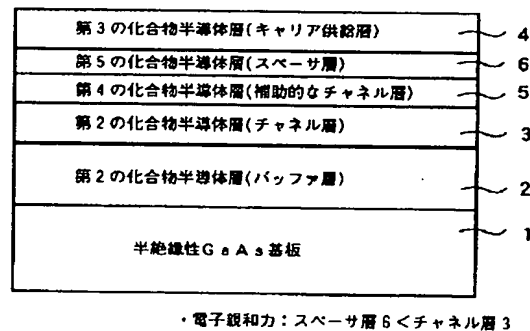 第3の化合物半導体層(キャリア供給層) 4
第5の化合物半導体層(スペーサ層) 6
第4の化合物半導体層(補助的なチャネル層) 5
第2の化合物半導体層(チャネル層) 3
第2の化合物半導体層(バッファ層) 2
1
半絶縁性GaAs基板
・電子親和力：スペーサ層6<チャネル層3